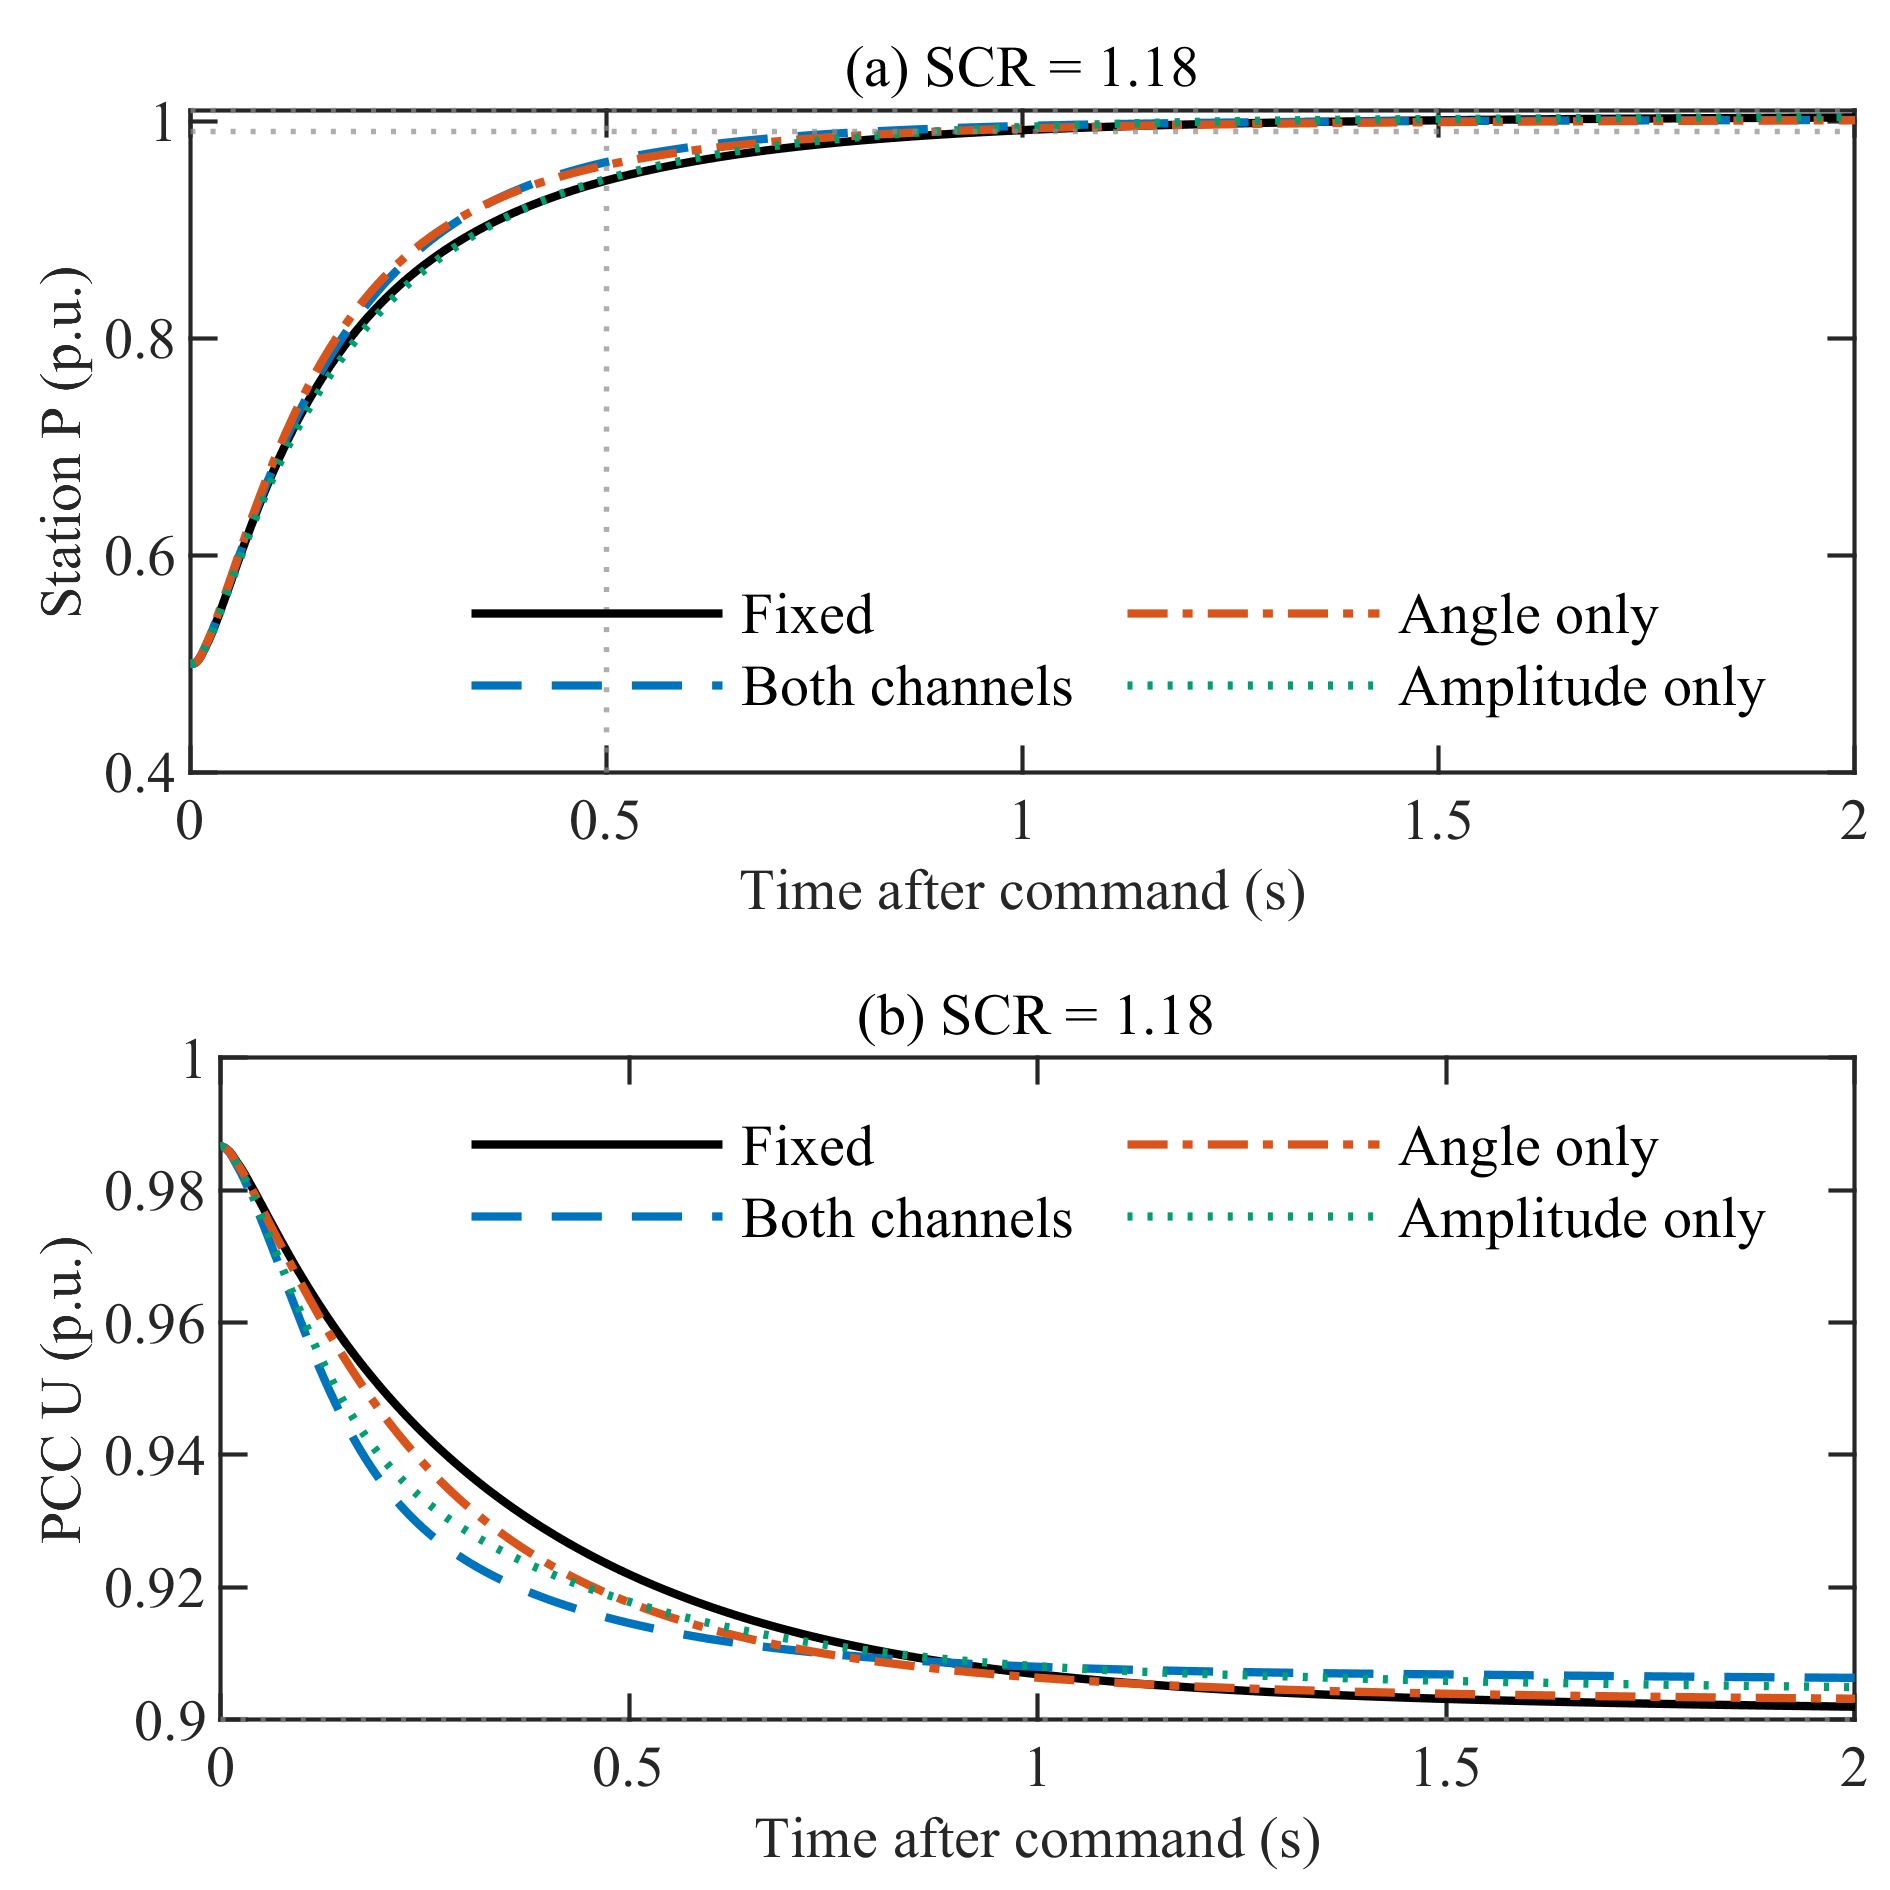 (a) SCR = 1.18
1
0.8
0.6
0.4
Station P (p.u.)
Fixed
Angle only
Both channels
Amplitude only
0 0.5 1 1.5 2
Time after command (s)
(b) SCR = 1.18
1
0.98
0.96
0.94
0.92
0.9
PCC U (p.u.)
Fixed
Angle only
Both channels
Amplitude only
0 0.5 1 1.5 2
Time after command (s)